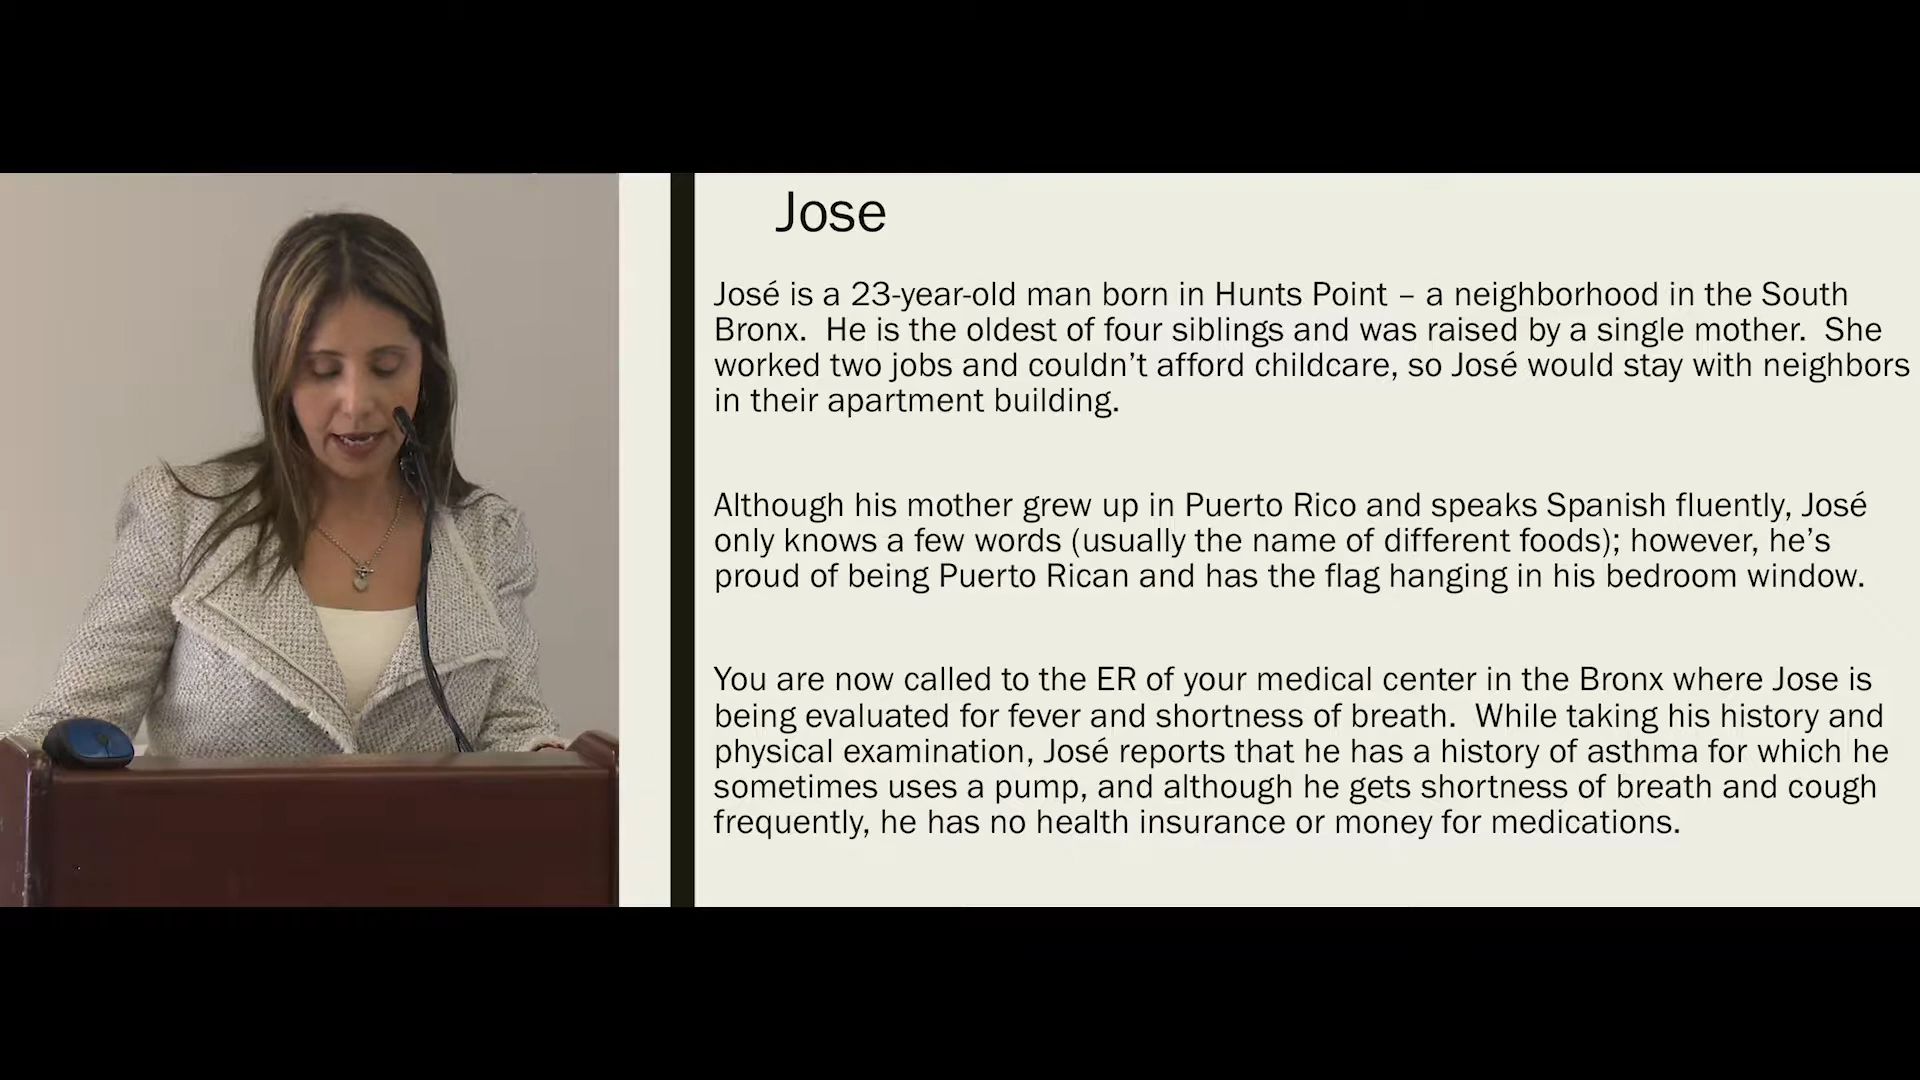 Jose
José is a 23-year-old man born in Hunts Point – a neighborhood in the South
Bronx.  He is the oldest of four siblings and was raised by a single mother.  She
worked two jobs and couldn’t afford childcare, so José would stay with neighbors
in their apartment building.
Although his mother grew up in Puerto Rico and speaks Spanish fluently, José
only knows a few words (usually the name of different foods); however, he’s
proud of being Puerto Rican and has the flag hanging in his bedroom window.
You are now called to the ER of your medical center in the Bronx where Jose is
being evaluated for fever and shortness of breath.  While taking his history and
physical examination, José reports that he has a history of asthma for which he
sometimes uses a pump, and although he gets shortness of breath and cough
frequently, he has no health insurance or money for medications.